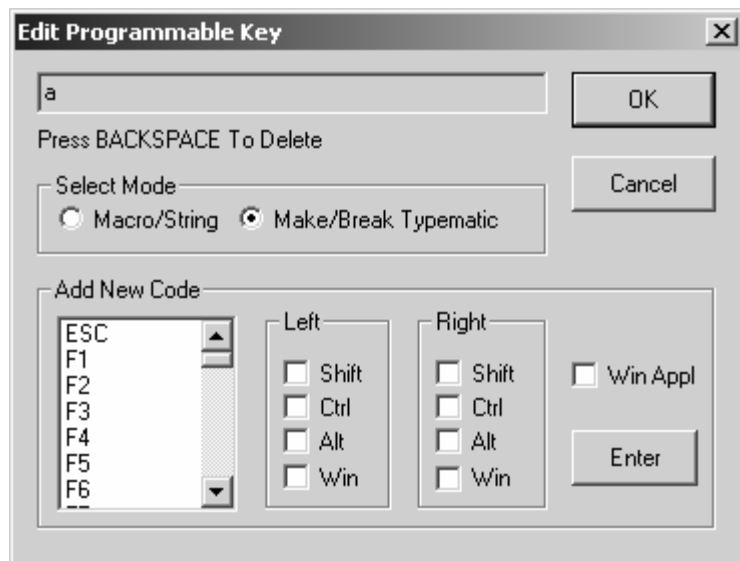 Edit Programmable Key
a
OK
Press BACKSPACE To Delete
Select Mode
Macro/String Make/Break Typematic
Cancel
Add New Code
ESC
F1
F2
F3
F4
F5
F6
Left
Shift
Ctrl
Alt
Win
Right
Shift
Ctrl
Alt
Win
Win Appl
Enter